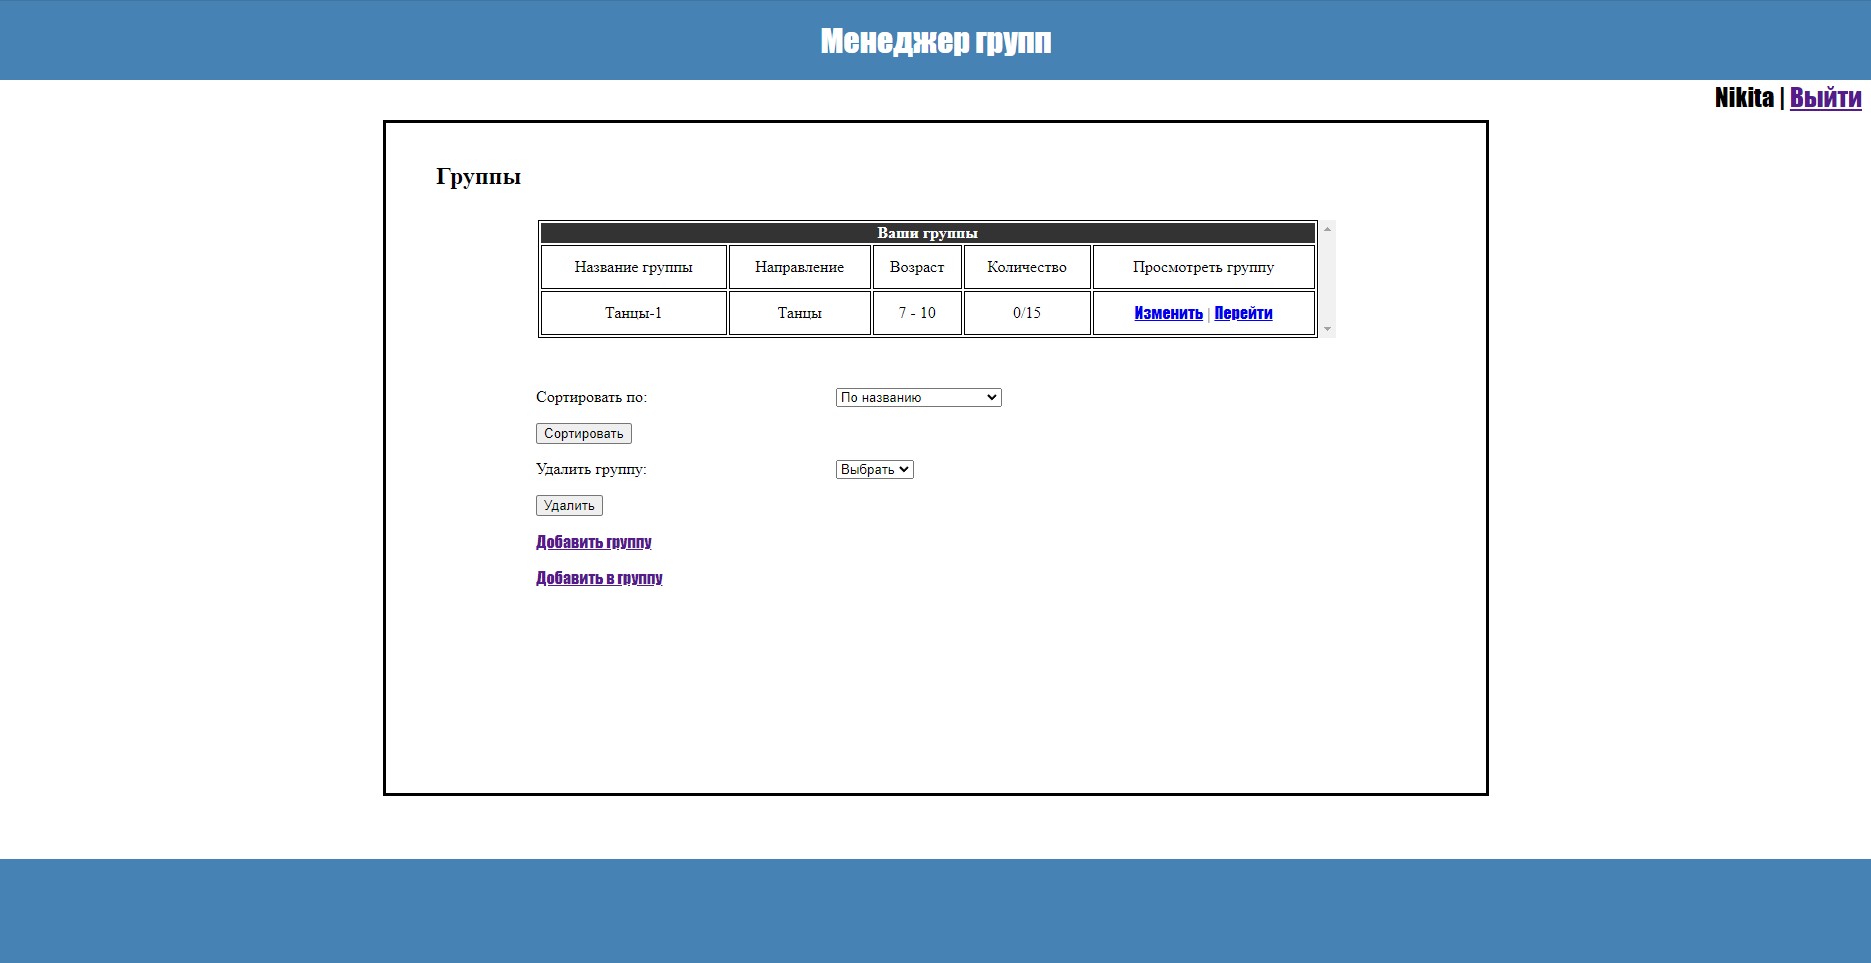 Менеджер групп
Nikita | Выйти
Группы
Ваши группы
Название группы Направление Возраст Количество Просмотреть группу
Танцы-1 Танцы 7 - 10 0/15 Изменить | Перейти
Сортировать по: По названию
Сортировать
Удалить группу: Выбрать
Удалить
Добавить группу
Добавить в группу